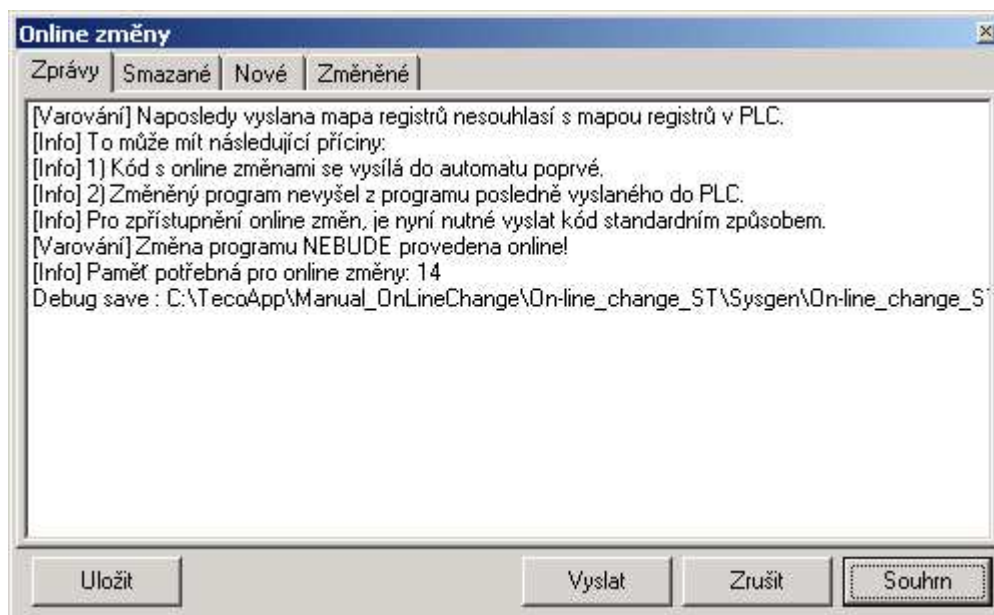 Online změny
Zprávy Smazané Nové Změněné
[Varování] Naposledy vyslana mapa registrů nesouhlasí s mapou registrů v PLC.
[Info] To může mít následující příciny:
[Info] 1) Kód s online změnami se vysílá do automatu poprvé.
[Info] 2) Změněný program nevyšel z programu posledně vyslaného do PLC.
[Info] Pro zpřístupnění online změn, je nyní nutné vyslat kód standardním způsobem.
[Varování] Změna programu NEBUDE provedena online!
[Info] Paměť potřebná pro online změny: 14
Debug save : C:\TecoApp\Manual_OnLineChange\On-line_change_ST\Sysgen\On-line_change_S
Uložit Vyslat Zrušit Souhrn